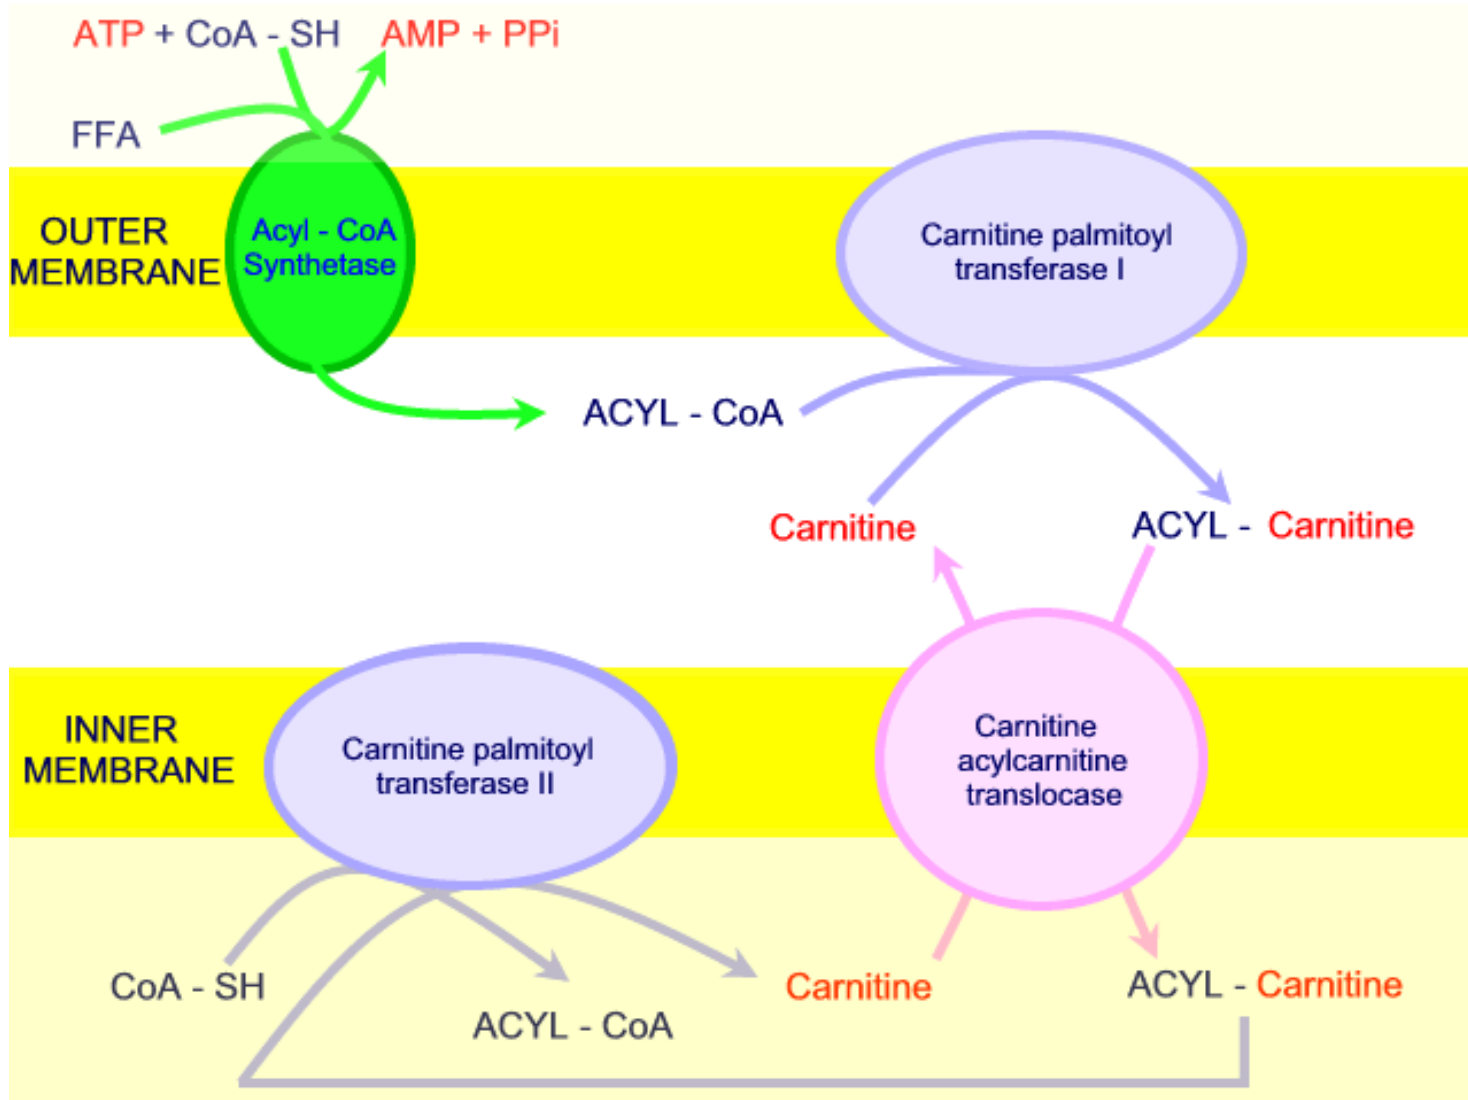 ATP + CoA - SH AMP + PPi
FFA
OUTER
MEMBRANE
Acyl - CoA
Synthetase
Carnitine palmitoyl
transferase I
ACYL - CoA
Carnitine
ACYL - Carnitine
INNER
MEMBRANE
Carnitine palmitoyl
transferase II
Carnitine
acylcarnitine
translocase
CoA - SH
ACYL - CoA
Carnitine
ACYL - Carnitine